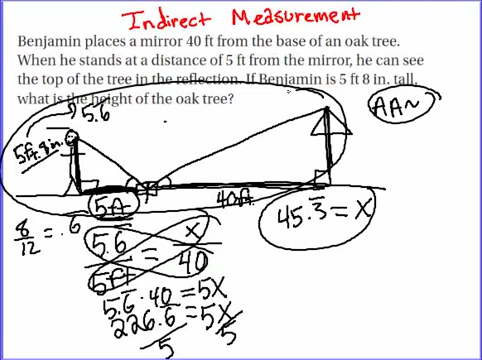 Indirect Measurement
Benjamin places a mirror 40 ft from the base of an oak tree.
When he stands at a distance of 5 ft from the mirror, he can see
the top of the tree in the reflection. If Benjamin is 5 ft 8 in. tall,
what is the height of the oak tree?
AA~
5.6
5ft. 8in.
5ft
40ft.
45.3̅ = X
8/12 = .6
5.6̅/5ft = X/40
5.6̅ · 40 = 5X
226.6 = 5X
5 5